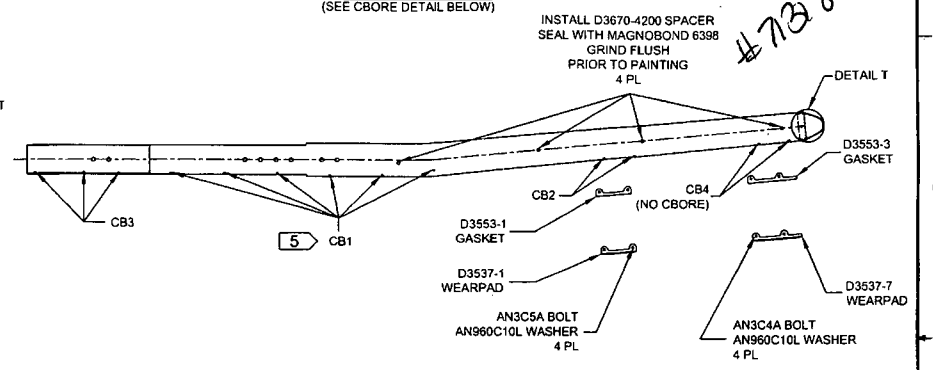 (SEE CBORE DETAIL BELOW)
INSTALL D3670-4200 SPACER
SEAL WITH MAGNOBOND 6398
GRIND FLUSH
PRIOR TO PAINTING
4 PL
DETAIL T
T
D3553-3
GASKET
CB3
5
CB1
CB2
CB4
(NO CBORE)
D3553-1
GASKET
D3537-1
WEARPAD
D3537-7
WEARPAD
AN3C5A BOLT
AN960C10L WASHER
4 PL
AN3C4A BOLT
AN960C10L WASHER
4 PL